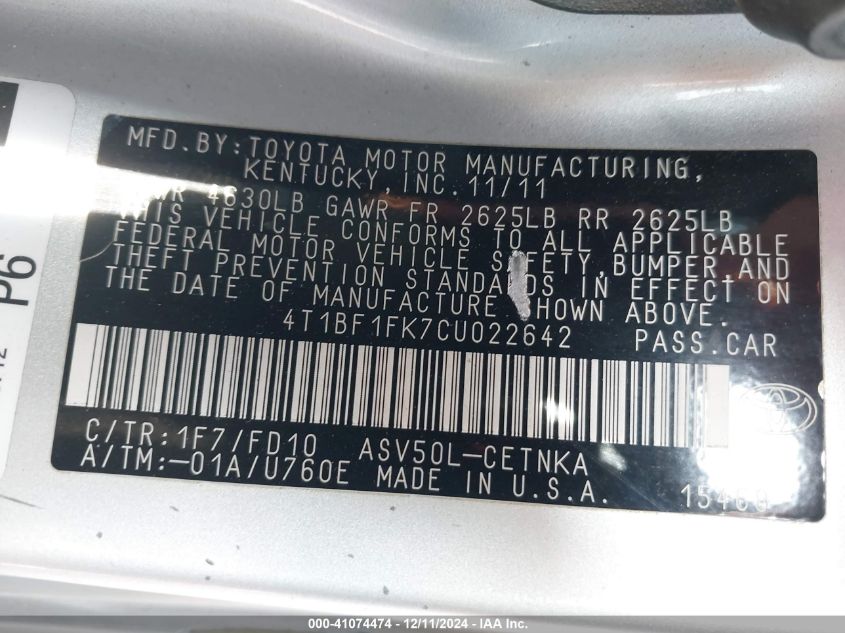 MFD.BY:TOYOTA MOTOR MANUFACTURING,
KENTUCKY,INC. 11/11
4630LB GAWR FR 2625LB RR 2625LB
THIS VEHICLE CONFORMS TO ALL APPLICABLE
FEDERAL MOTOR VEHICLE SAFETY,BUMPER,AND
THEFT PREVENTION STANDARDS IN EFFECT ON
THE DATE OF MANUFACTURE SHOWN ABOVE.
4T1BF1FK7CU022642 PASS.CAR
C/TR:1F7/FD10 ASV50L-CETNKA
A/TM:-01A/U760E MADE IN U.S.A.
P6
000-41074474 - 12/11/2024 - IAA Inc.